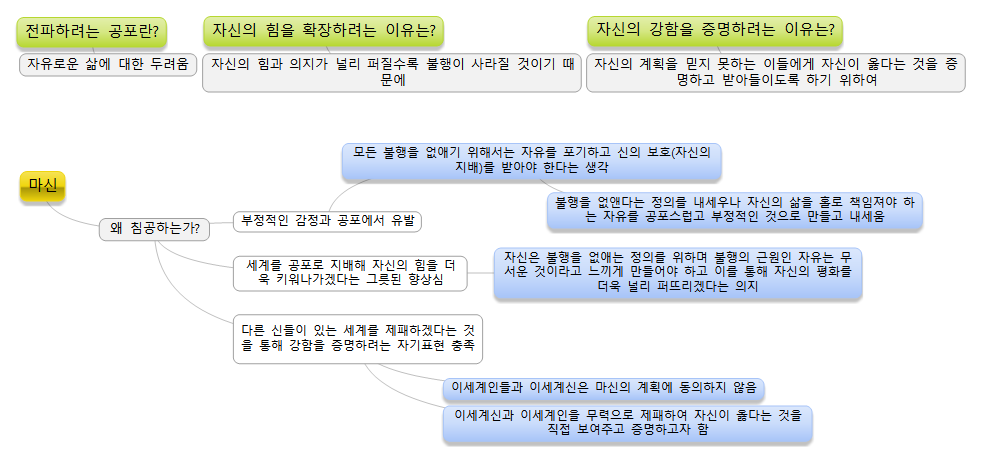 전파하려는 공포란?
자신의 힘을 확장하려는 이유는?
자신의 강함을 증명하려는 이유는?
자유로운 삶에 대한 두려움
자신의 힘과 의지가 널리 퍼질수록 불행이 사라질 것이기 때
문에
자신의 계획을 믿지 못하는 이들에게 자신이 옳다는 것을 증
명하고 받아들이도록 하기 위하여
모든 불행을 없애기 위해서는 자유를 포기하고 신의 보호(자신의
지배)를 받아야 한다는 생각
마신
불행을 없앤다는 정의를 내세우나 자신의 삶을 홀로 책임져야 하
는 자유를 공포스럽고 부정적인 것으로 만들고 내세움
왜 침공하는가?
부정적인 감정과 공포에서 유발
세계를 공포로 지배해 자신의 힘을 더
욱 키워나가겠다는 그릇된 향상심
자신은 불행을 없애는 정의를 위하며 불행의 근원인 자유는 무
서운 것이라고 느끼게 만들어야 하고 이를 통해 자신의 평화를
더욱 널리 퍼뜨리겠다는 의지
다른 신들이 있는 세계를 제패하겠다는 것
을 통해 강함을 증명하려는 자기표현 충족
이세계인들과 이세계신은 마신의 계획에 동의하지 않음
이세계신과 이세계인을 무력으로 제패하여 자신이 옳다는 것을
직접 보여주고 증명하고자 함